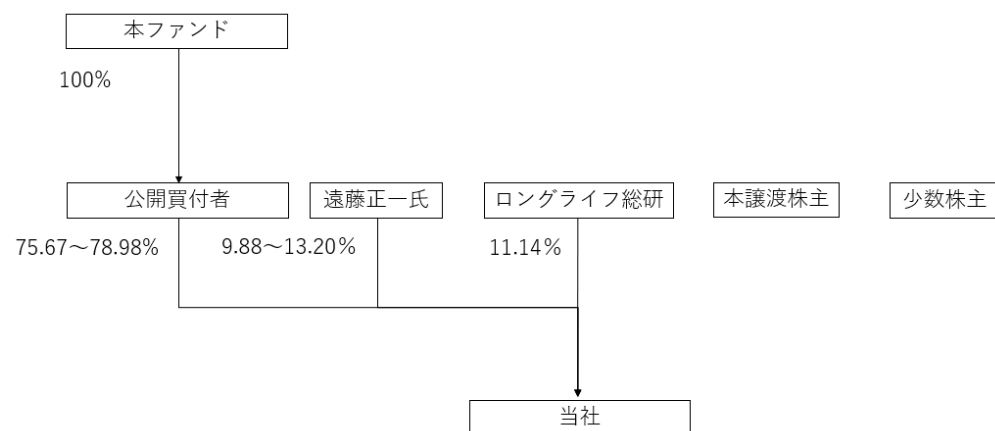 本ファンド
100%
公開買付者
遠藤正一氏
ロングライフ総研
本譲渡株主
少数株主
75.67～78.98%
9.88～13.20%
11.14%
当社